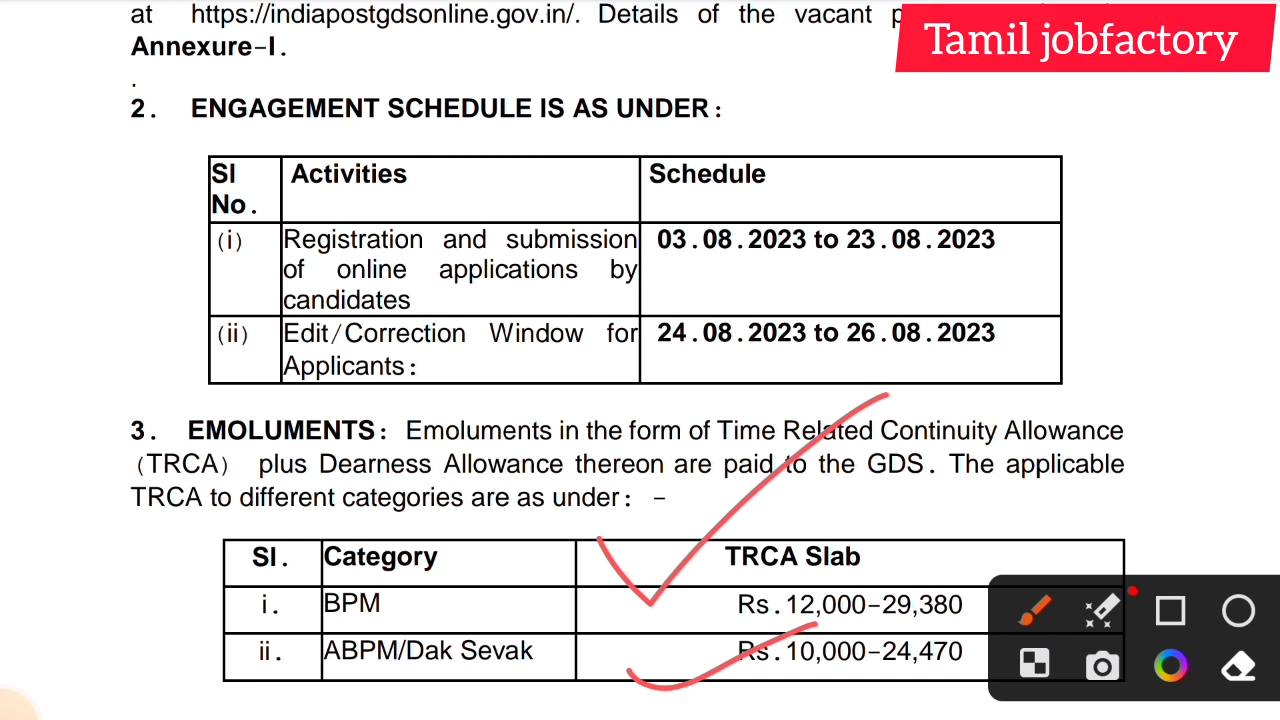 at https://indiapostgdsonline.gov.in/. Details of the vacant
Tamil jobfactory
Annexure-I.
.
2. ENGAGEMENT SCHEDULE IS AS UNDER:
Sl No. Activities Schedule
(i) Registration and submission 03.08.2023 to 23.08.2023
of online applications by
candidates
(ii) Edit/Correction Window for 24.08.2023 to 26.08.2023
Applicants:
3. EMOLUMENTS: Emoluments in the form of Time Related Continuity Allowance
(TRCA) plus Dearness Allowance thereon are paid to the GDS. The applicable
TRCA to different categories are as under: -
Sl. Category TRCA Slab
i. BPM Rs.12,000-29,380
ii. ABPM/Dak Sevak Rs.10,000-24,470